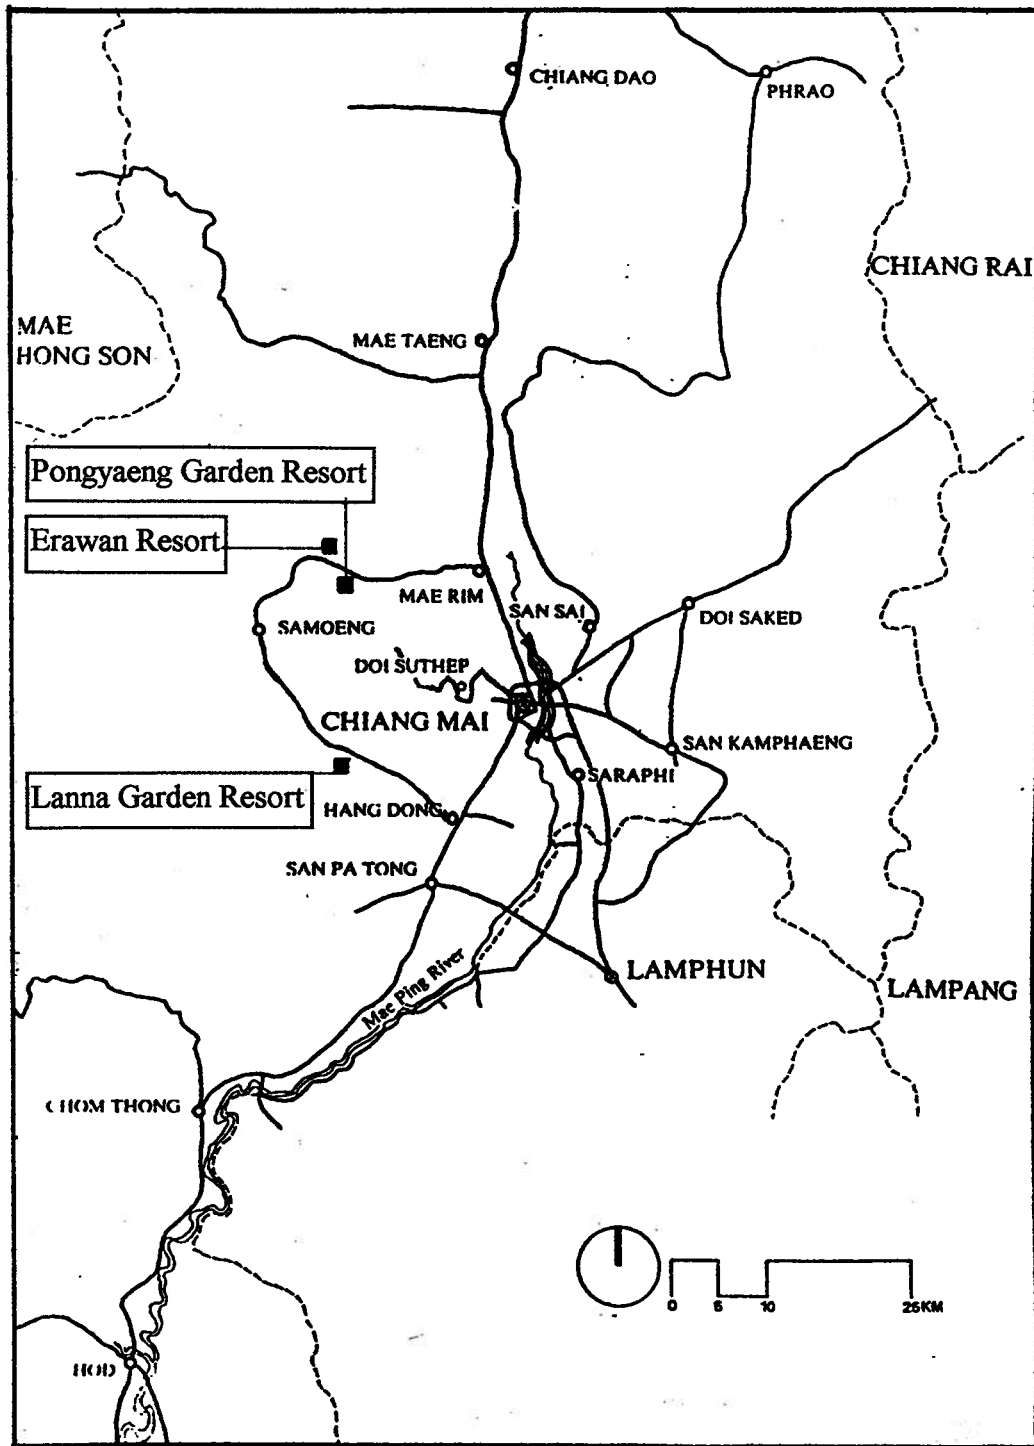 CHIANG DAO
PHRAO
CHIANG RAI
MAE
HONG SON
MAE TAENG
Pongyaeng Garden Resort
Erawan Resort
MAE RIM
SAN SAI
DOI SAKED
SAMOENG
DOI SUTHEP
CHIANG MAI
SAN KAMPHAENG
SARAPHI
Lanna Garden Resort
HANG DONG
SAN PA TONG
LAMPHUN
LAMPANG
Mae Ping River
CHOM THONG
0 5 10 25KM
HOD